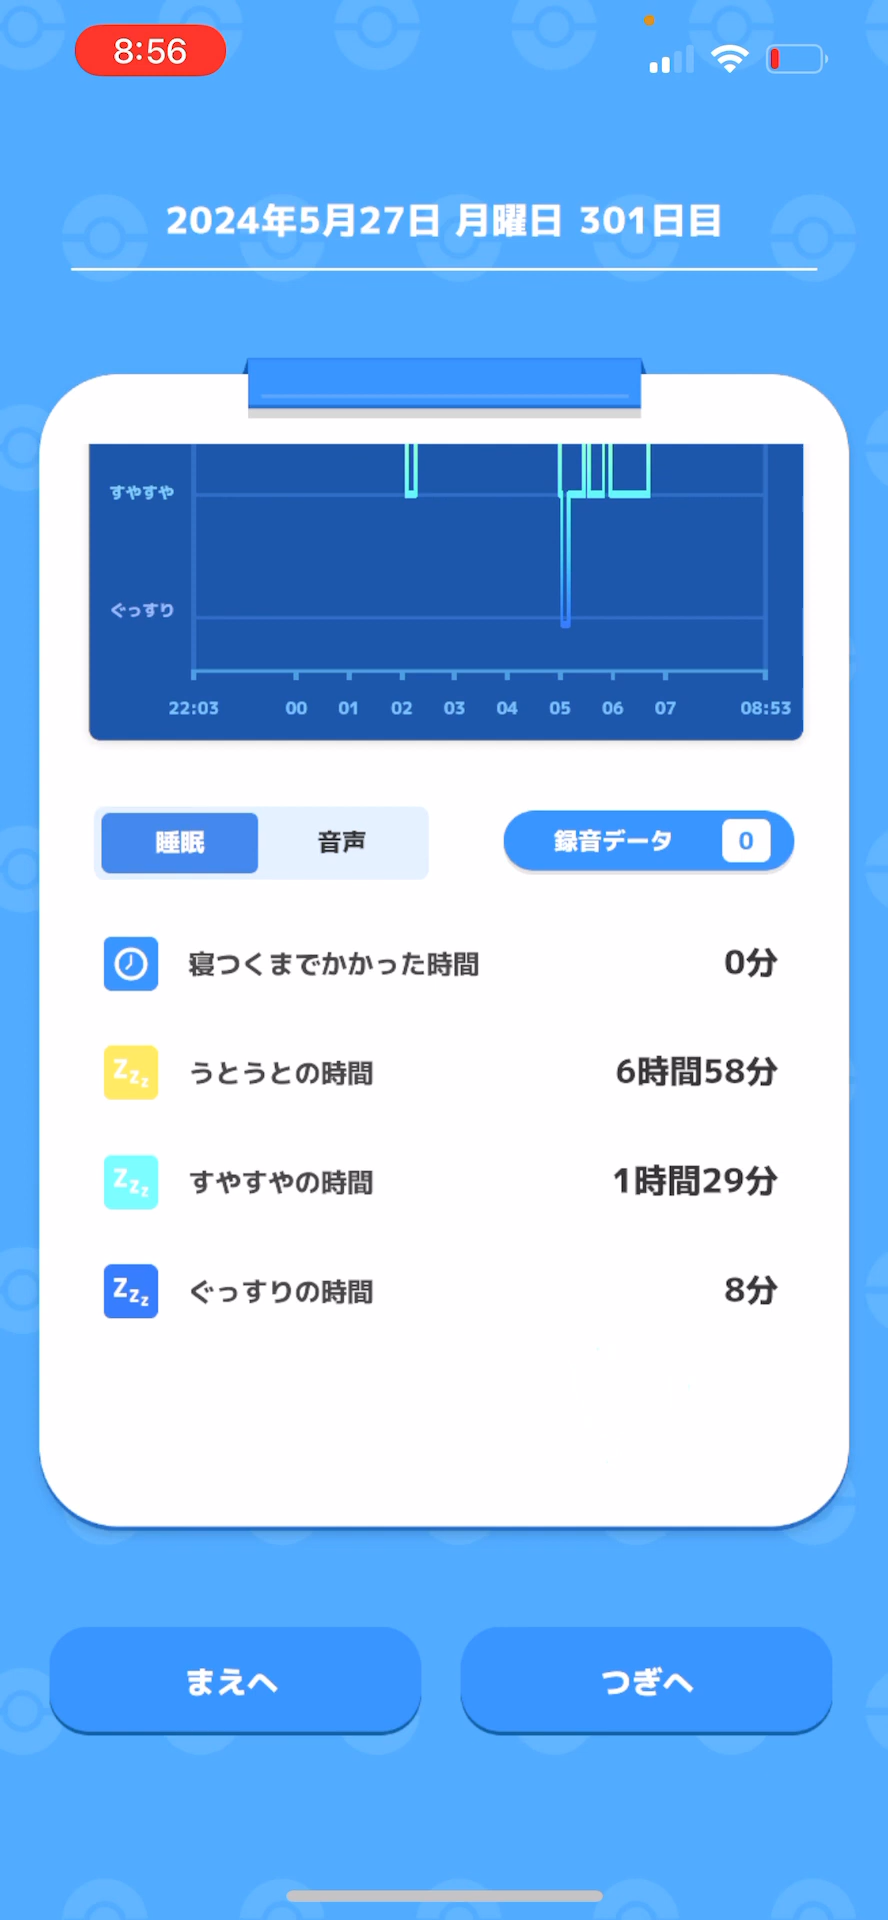 8:56
2024年5月27日 月曜日 301日目
すやすや
ぐっすり
22:03 00 01 02 03 04 05 06 07 08:53
睡眠 音声 録音データ 0
寝つくまでかかった時間 0分
Zzz うとうとの時間 6時間58分
Zzz すやすやの時間 1時間29分
Zzz ぐっすりの時間 8分
まえへ つぎへ